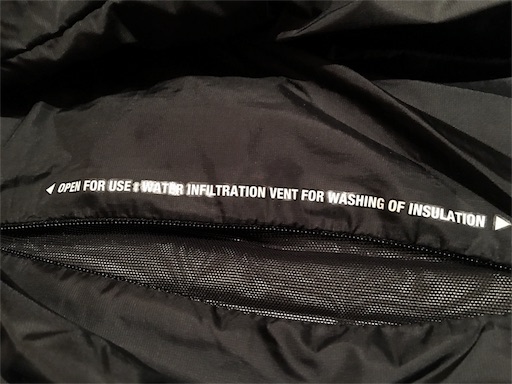 ◀ OPEN FOR USE: WATER INFILTRATION VENT FOR WASHING OF INSULATION ▶